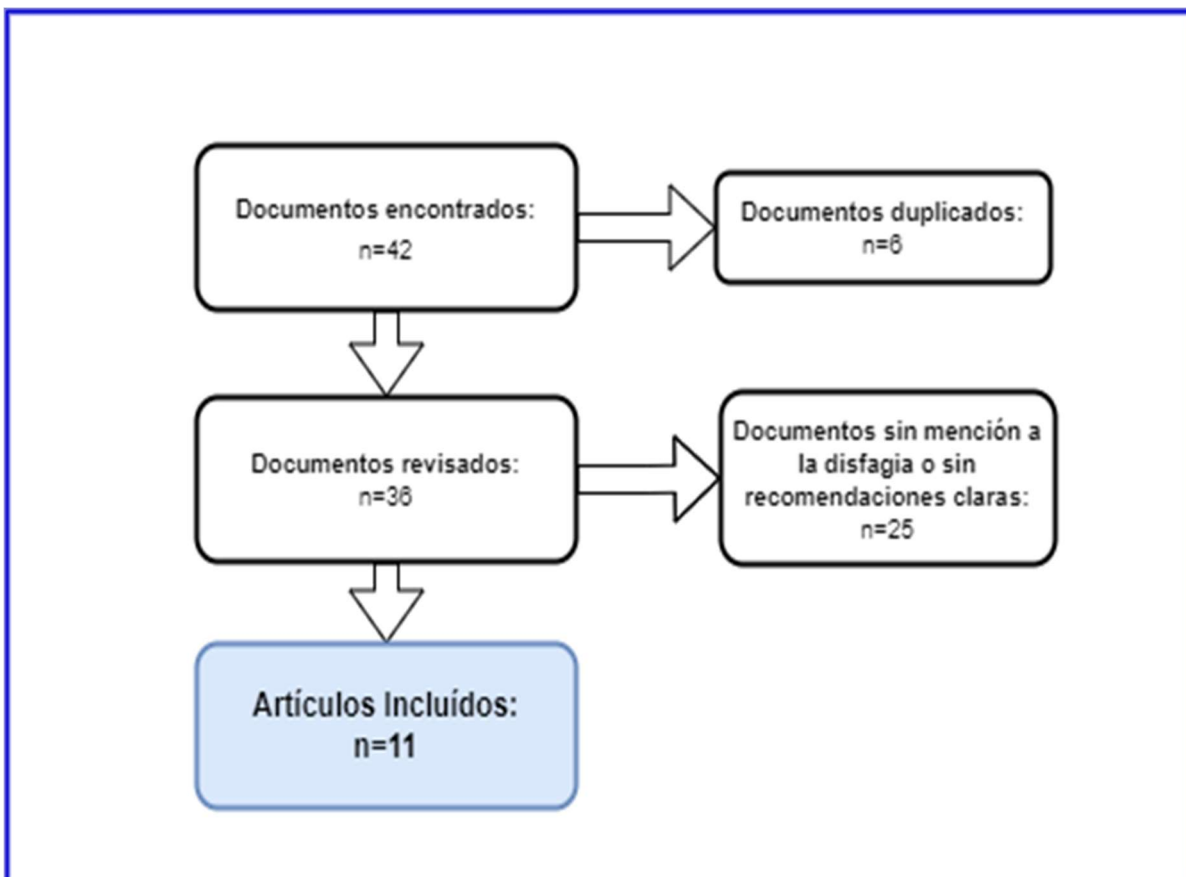 Documentos encontrados:
n=42
Documentos duplicados:
n=6
Documentos revisados:
n=36
Documentos sin mención a
la disfagia o sin
recomendaciones claras:
n=25
Artículos Incluídos:
n=11